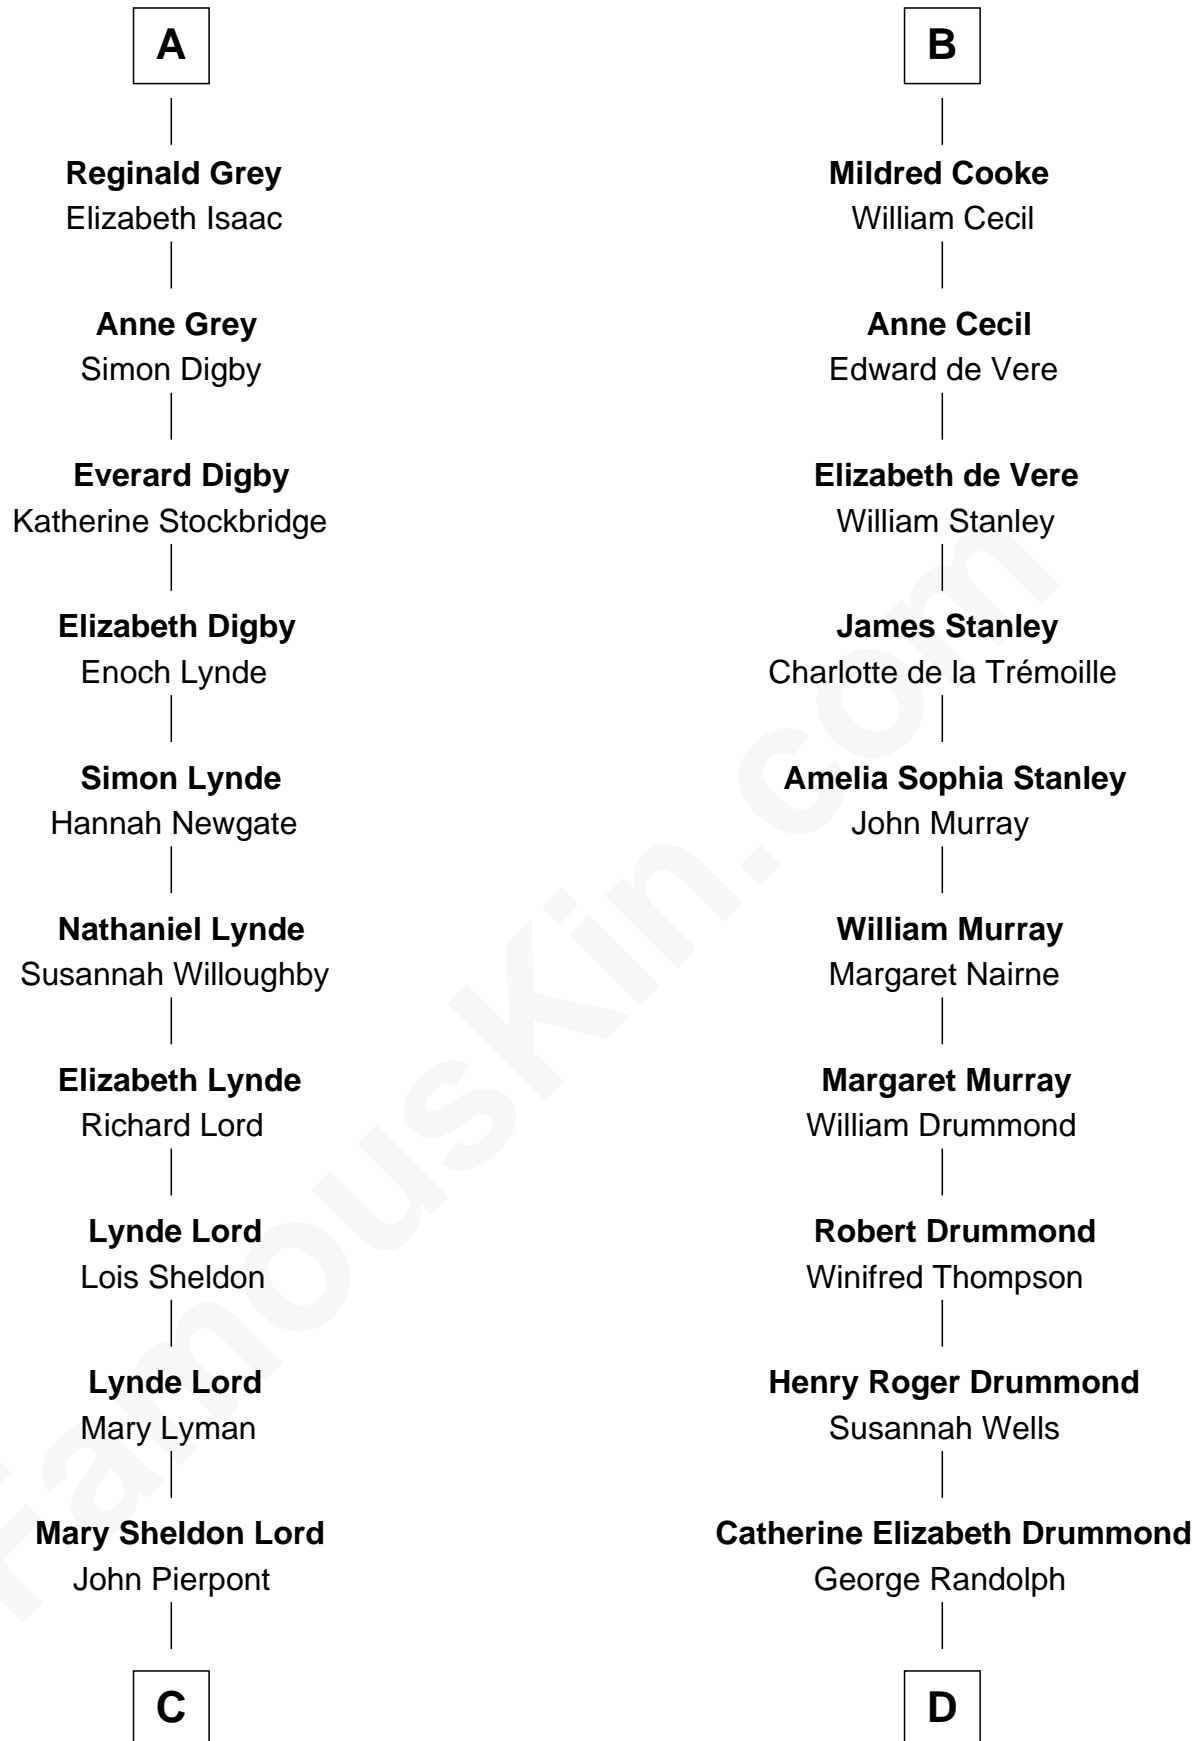 A
Reginald Grey
Elizabeth Isaac
Anne Grey
Simon Digby
Everard Digby
Katherine Stockbridge
Elizabeth Digby
Enoch Lynde
Simon Lynde
Hannah Newgate
Nathaniel Lynde
Susannah Willoughby
Elizabeth Lynde
Richard Lord
Lynde Lord
Lois Sheldon
Lynde Lord
Mary Lyman
Mary Sheldon Lord
John Pierpont
C
B
Mildred Cooke
William Cecil
Anne Cecil
Edward de Vere
Elizabeth de Vere
William Stanley
James Stanley
Charlotte de la Trémoille
Amelia Sophia Stanley
John Murray
William Murray
Margaret Nairne
Margaret Murray
William Drummond
Robert Drummond
Winifred Thompson
Henry Roger Drummond
Susannah Wells
Catherine Elizabeth Drummond
George Randolph
D
FamousKin.com